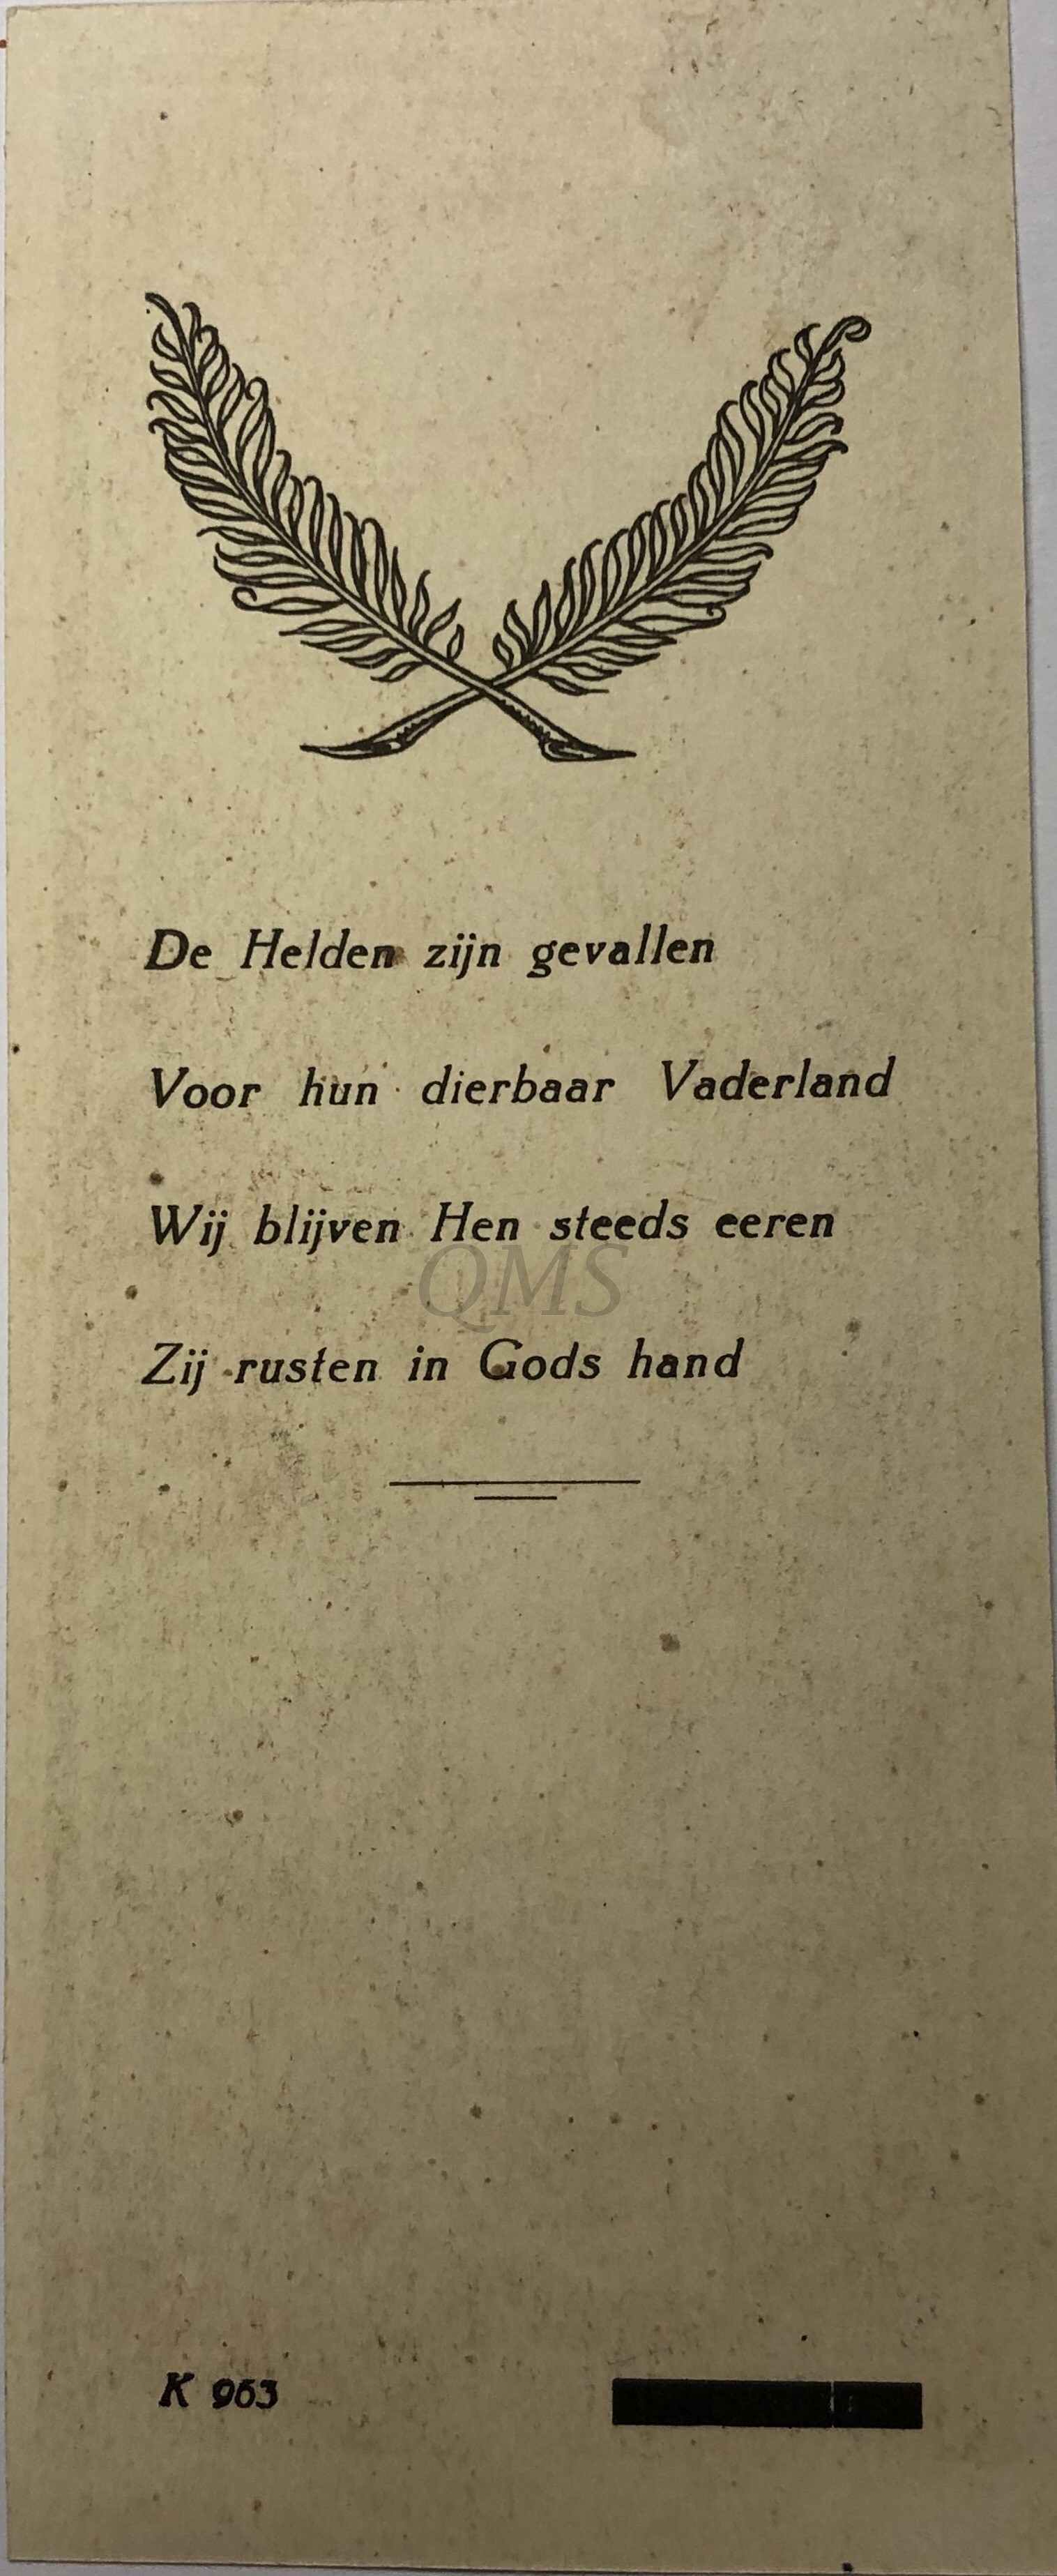 De Helden zijn gevallen
Voor hun dierbaar Vaderland
Wij blijven Hen steeds eeren
QMS
Zij rusten in Gods hand
K 963